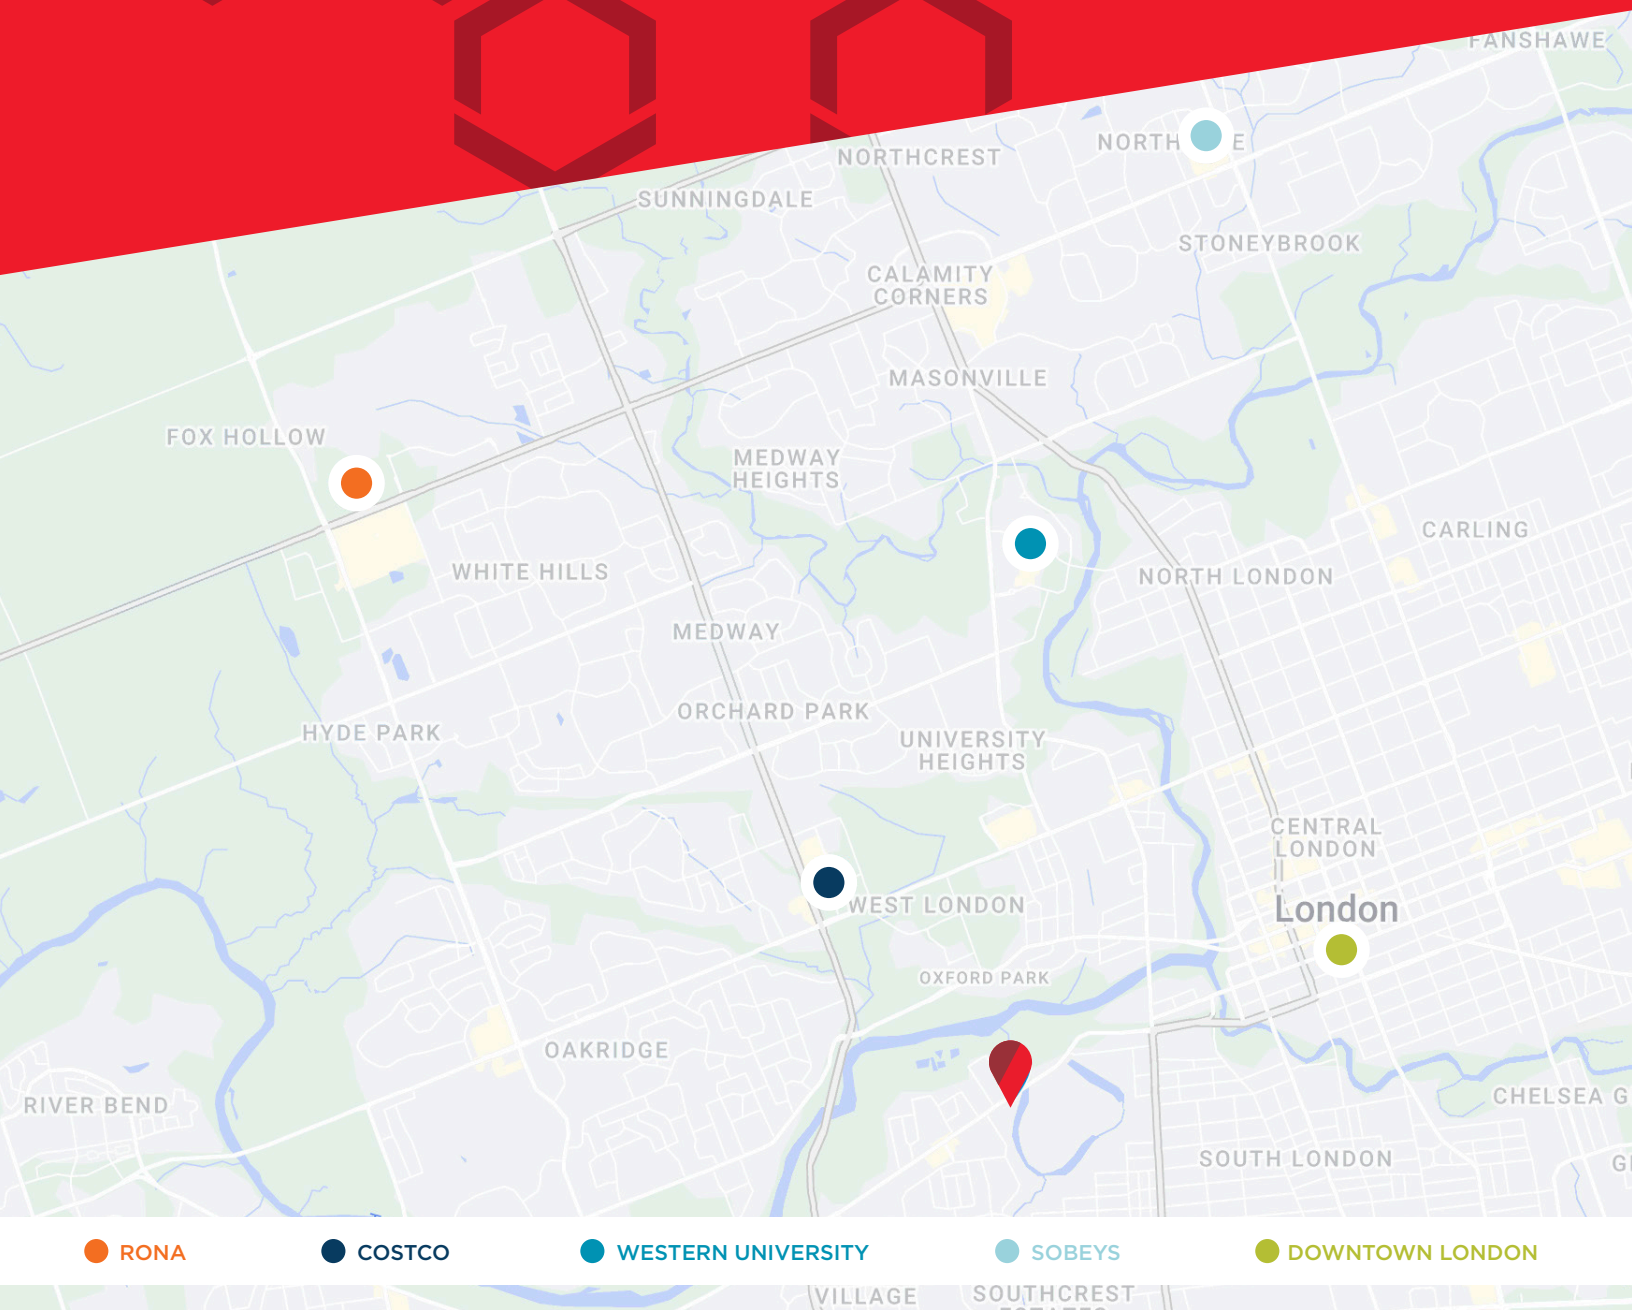 FANSHAWE
NORTHCREST
SUNNINGDALE
STONEYBROOK
CALAMITY
CORNERS
MASONVILLE
FOX HOLLOW
MEDWAY
HEIGHTS
CARLING
WHITE HILLS
NORTH LONDON
MEDWAY
ORCHARD PARK
HYDE PARK
UNIVERSITY
HEIGHTS
CENTRAL
LONDON
WEST LONDON
London
OXFORD PARK
OAKRIDGE
RIVER BEND
CHELSEA G
SOUTH LONDON
RONA
COSTCO
WESTERN UNIVERSITY
SOBEYS
DOWNTOWN LONDON
VILLAGE
SOUTHCREST